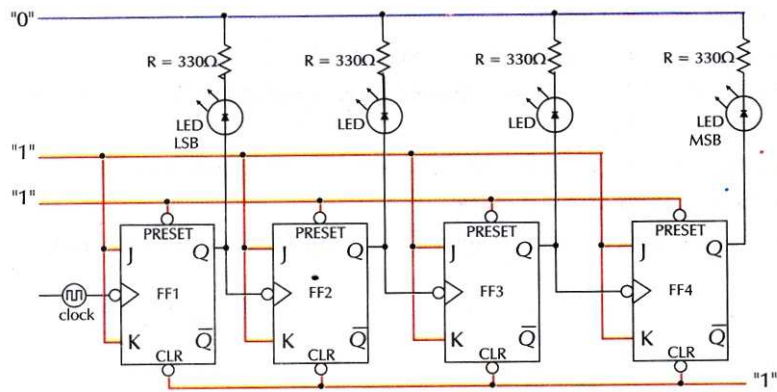 "0"
R = 330Ω R = 330Ω R = 330Ω R = 330Ω
LED LED LED LED
LSB MSB
"1"
"1"
PRESET PRESET PRESET PRESET
J Q J Q J Q J Q
FF1 FF2 FF3 FF4
clock
K Q̅ K Q̅ K Q̅ K Q̅
CLR CLR CLR CLR
"1"